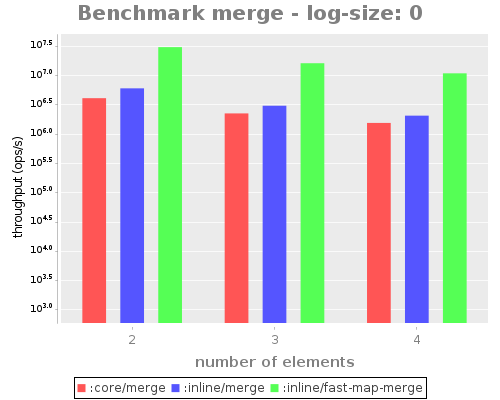 Benchmark merge - log-size: 0
throughput (ops/s)
10^7.5
10^7.0
10^6.5
10^6.0
10^5.5
10^5.0
10^4.5
10^4.0
10^3.5
10^3.0
2 3 4
number of elements
:core/merge :inline/merge :inline/fast-map-merge